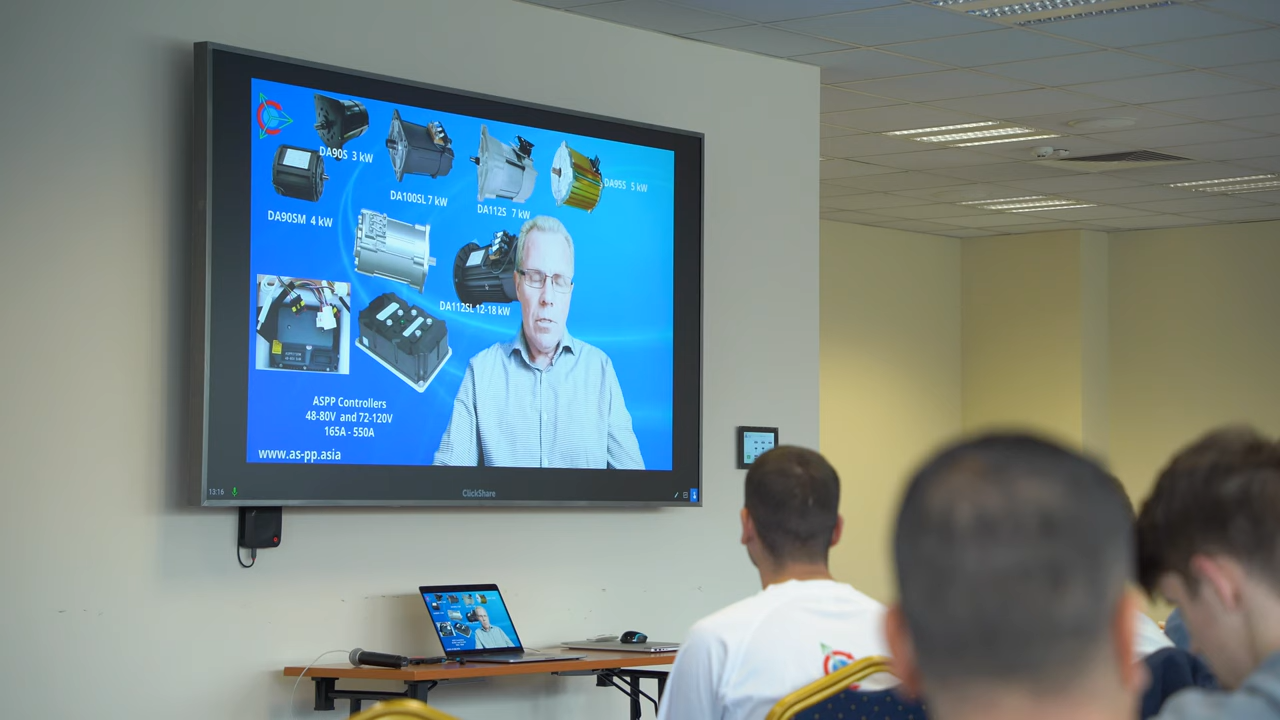 DA90S 3 kW
DA90SM 4 kW
DA100SL 7 kW
DA112S 7 kW
DA95S 5 kW
DA112SL 12-18 kW
ASPP Controllers
48-80V and 72-120V
165A - 550A
www.as-pp.asia
13:16
ClickShare